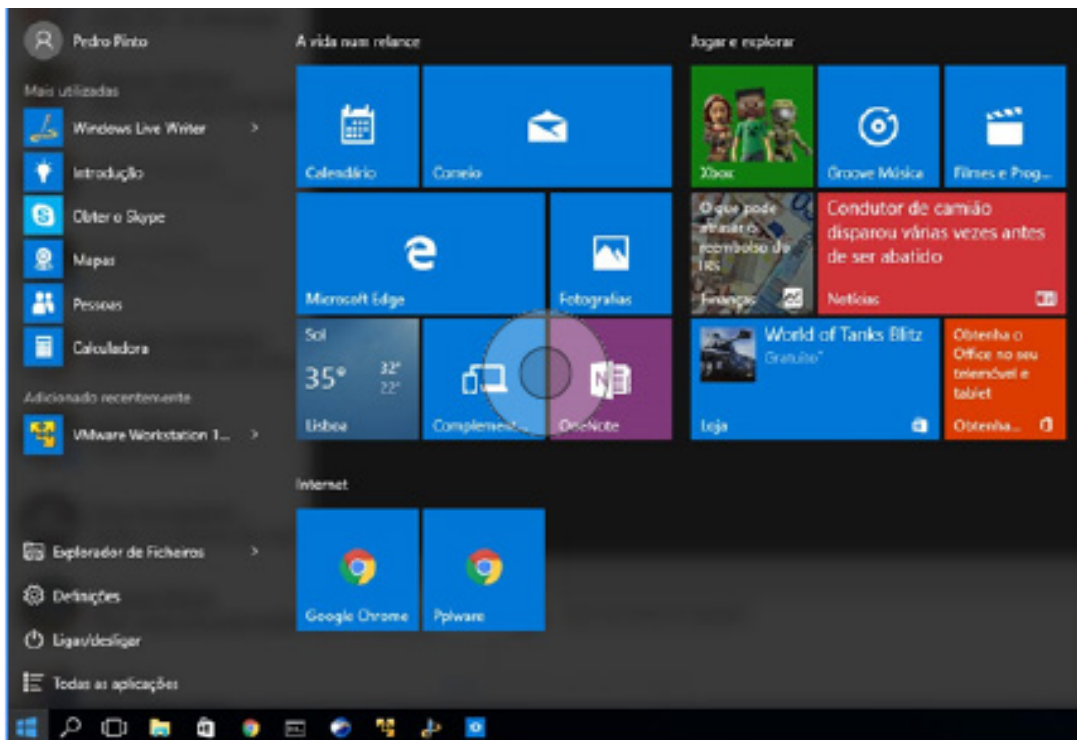 Pedro Pinto
Mais utilizadas
Windows Live Writer
Introdução
Obter o Skype
Mapas
Pessoas
Calculadora
Adicionado recentemente
VMware Workstation 1...
Explorador de Ficheiros
Definições
Ligar/desligar
Todas as aplicações
A vida num relance
Calendário
Correio
Microsoft Edge
Fotografias
Sol
35°
32°
22°
Lisboa
Complement...
OneNote
Internet
Google Chrome
Pplware
Jogar e explorar
Xbox
Groove Música
Filmes e Prog...
O que pode
atrasar o
reembolso do
IRS
Finanças
Condutor de camião
disparou várias vezes antes
de ser abatido
Notícias
World of Tanks Blitz
Gratuito*
Loja
Obtenha o
Office no seu
telemóvel e
tablet
Obtenha...